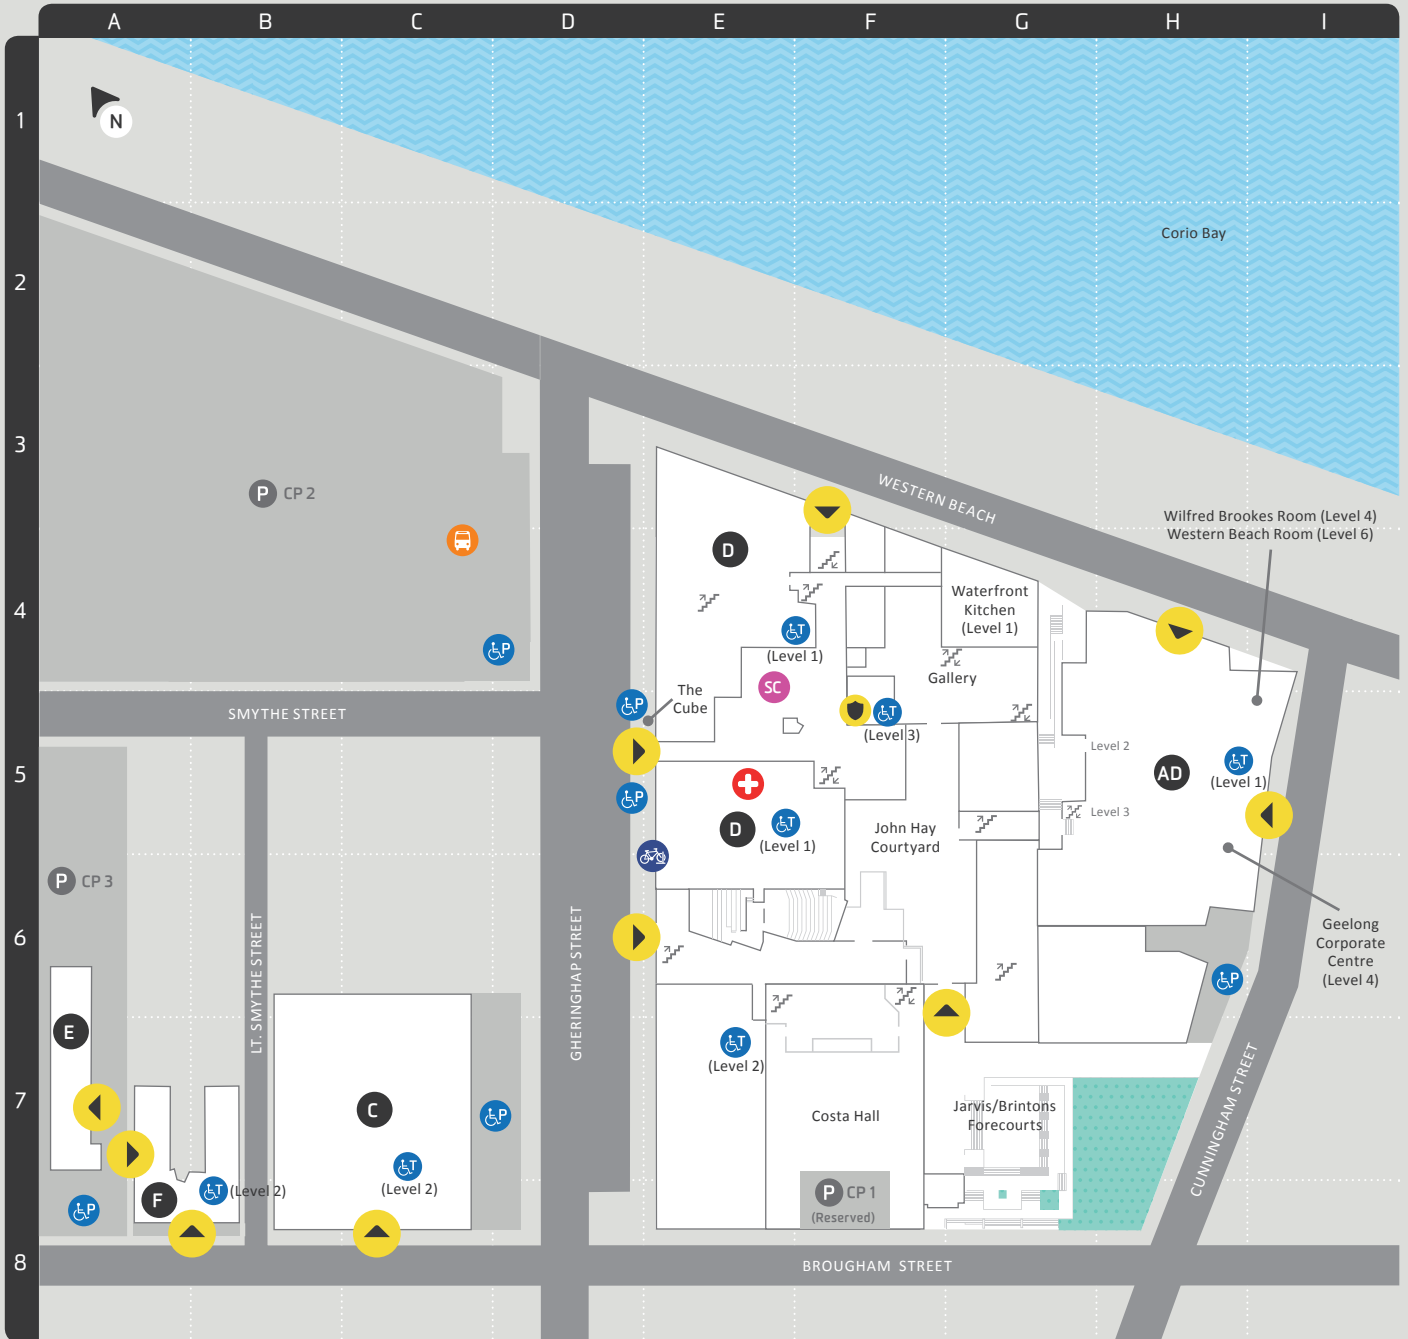 A B C D E F G H I
1
N
Corio Bay
2
3
WESTERN BEACH
P CP 2
Wilfred Brookes Room (Level 4)
Western Beach Room (Level 6)
D
4
Waterfront
Kitchen
(Level 1)
T
(Level 1)
P
Gallery
SC
The
Cube
P
SMYTHE STREET
T
(Level 3)
Level 2
5
AD
T
(Level 1)
P
Level 3
D
T
(Level 1)
John Hay
Courtyard
P CP 3
6
LT. SMYTHE STREET
GHERINGHAP STREET
Geelong
Corporate
Centre
(Level 4)
P
E
T
(Level 2)
7
C
P
Costa Hall
Jarvis/Brintons
Forecourts
CUNNINGHAM STREET
T
(Level 2)
F
T
(Level 2)
P
P CP 1
(Reserved)
8
BROUGHAM STREET